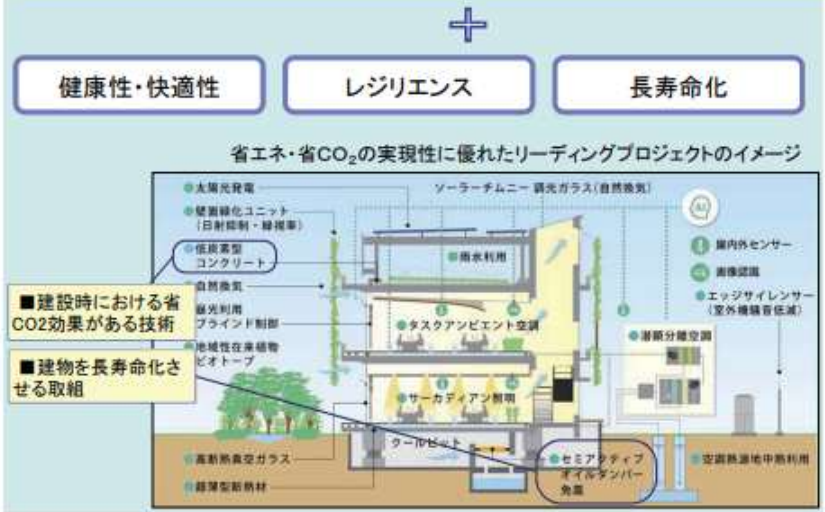 健康性・快適性
レジリエンス
長寿命化
省エネ・省CO₂の実現性に優れたリーディングプロジェクトのイメージ
太陽光発電
ソーラーチムニー 調光ガラス(自然換気)
AI
壁面緑化ユニット
(日射抑制・緑視率)
低炭素型
コンクリート
雨水利用
屋内外センサー
画像認識
自然換気
エッジサイレンサー
(室外機騒音低減)
■建設時における省
CO2効果がある技術
昼光利用
ブラインド制御
タスクアンビエント空調
潜顕分離空調
地域性在来植物
ビオトープ
■建物を長寿命化さ
せる取組
サーカディアン照明
クールピット
高断熱真空ガラス
セミアクティブ
オイルダンパー
免震
空調熱源地中熱利用
超薄型断熱材